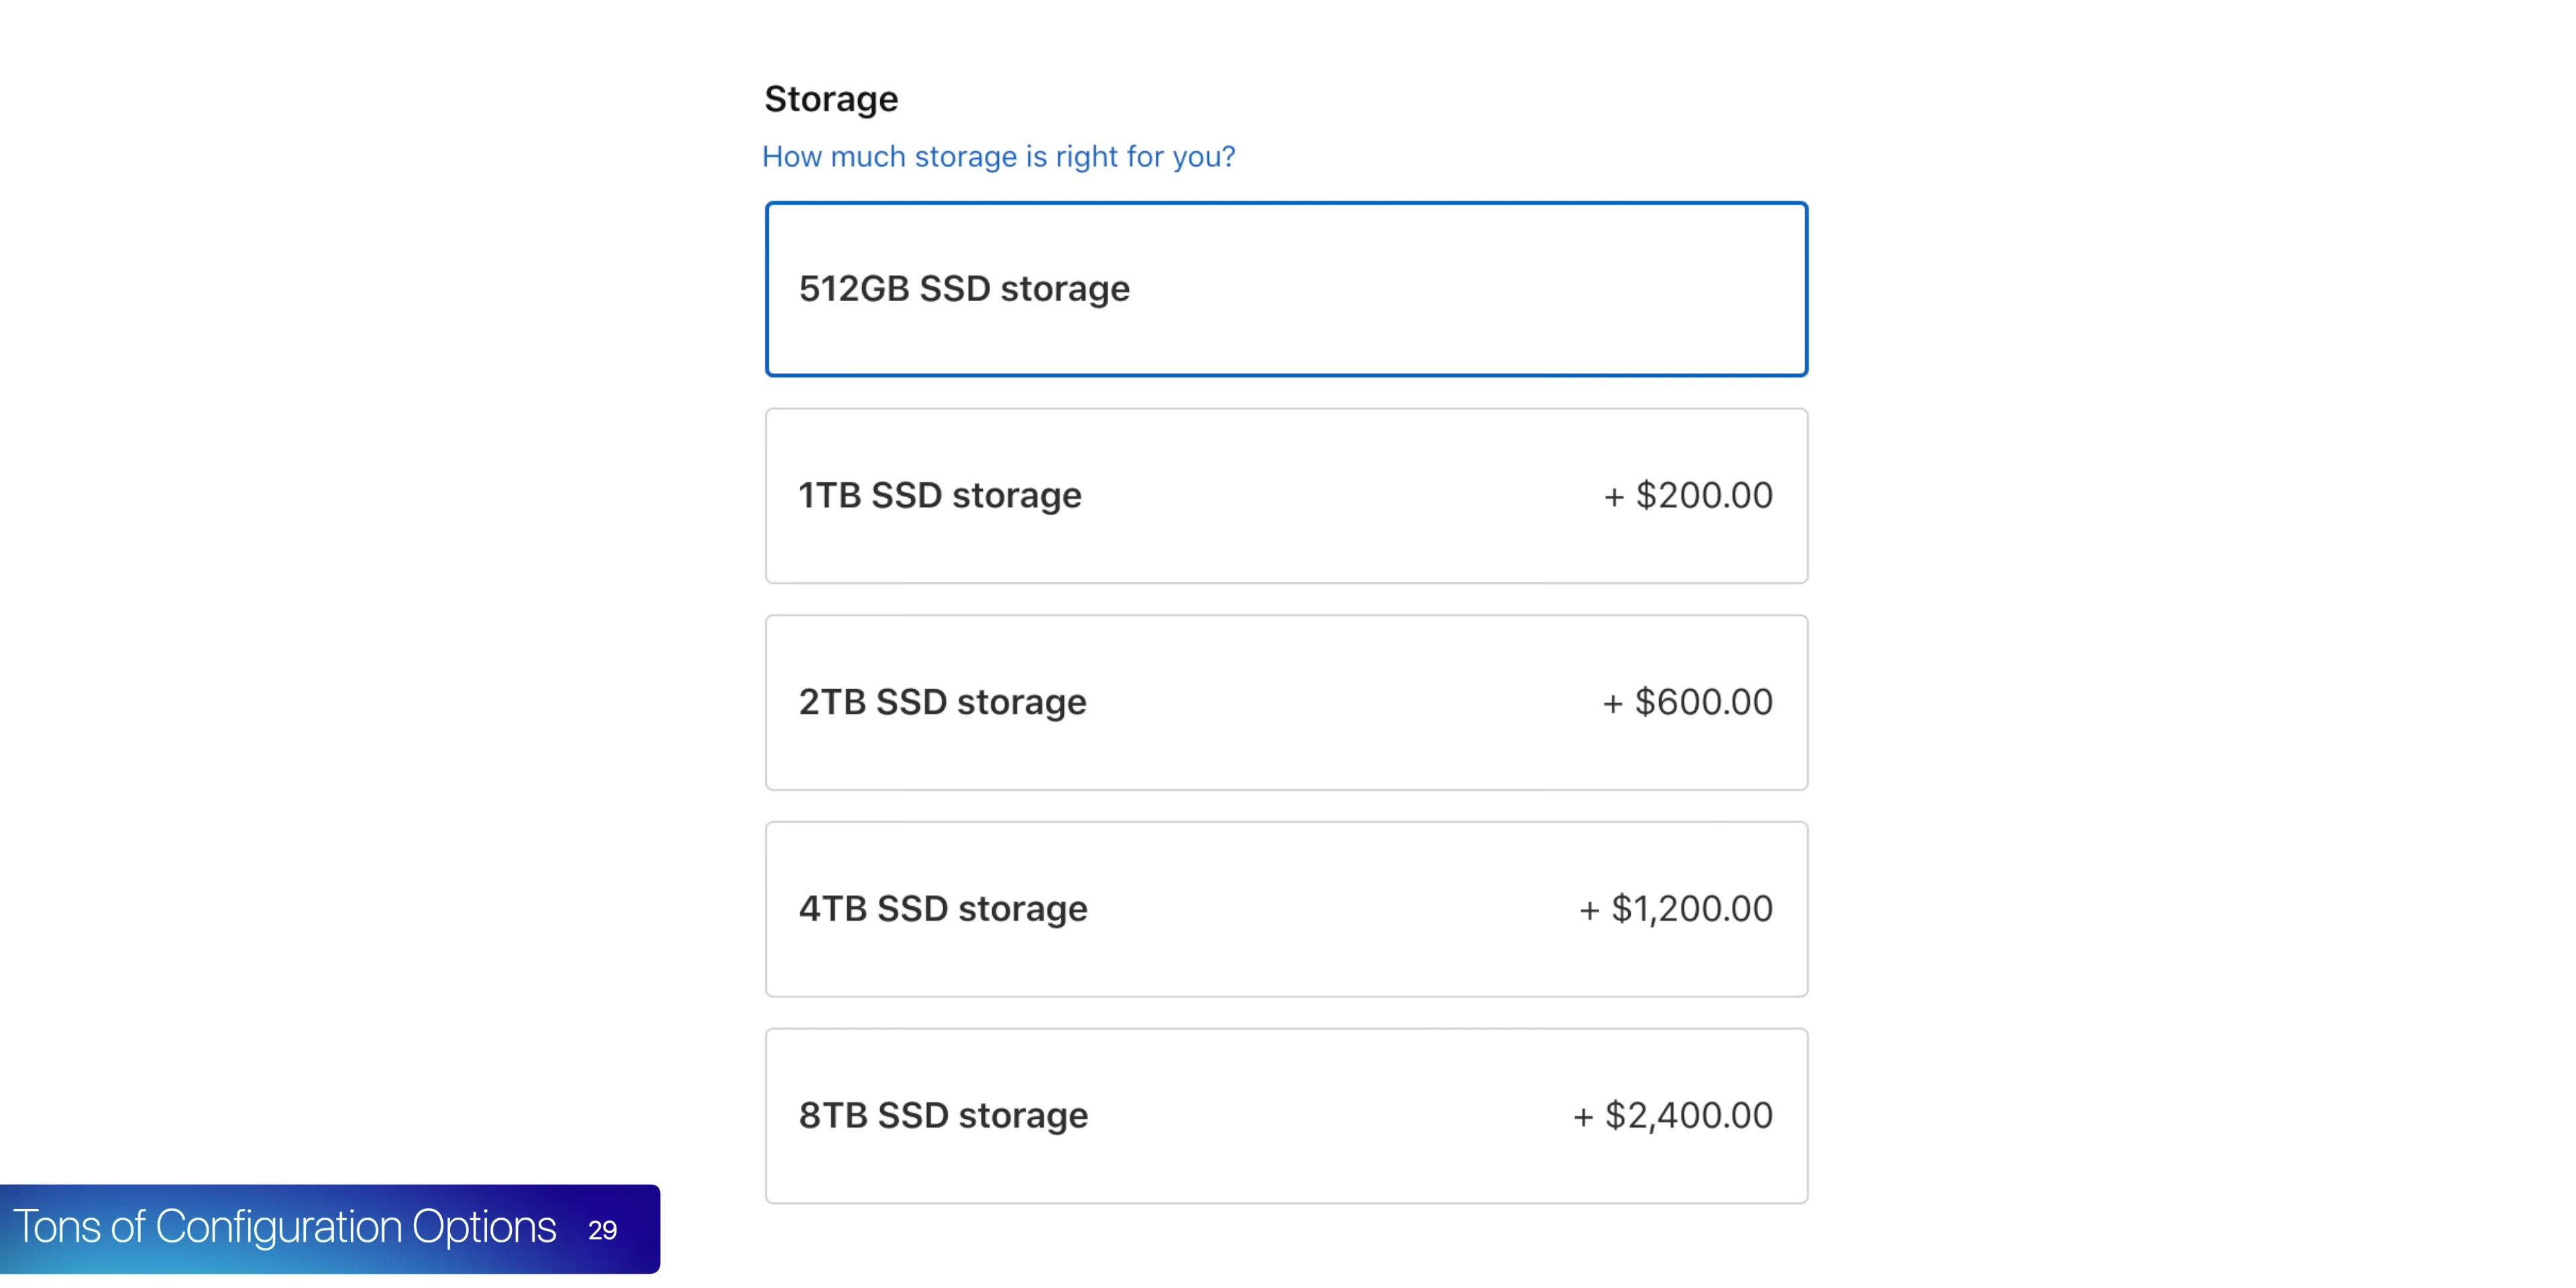 Storage
How much storage is right for you?
512GB SSD storage
1TB SSD storage + $200.00
2TB SSD storage + $600.00
4TB SSD storage + $1,200.00
8TB SSD storage + $2,400.00
Tons of Configuration Options 29